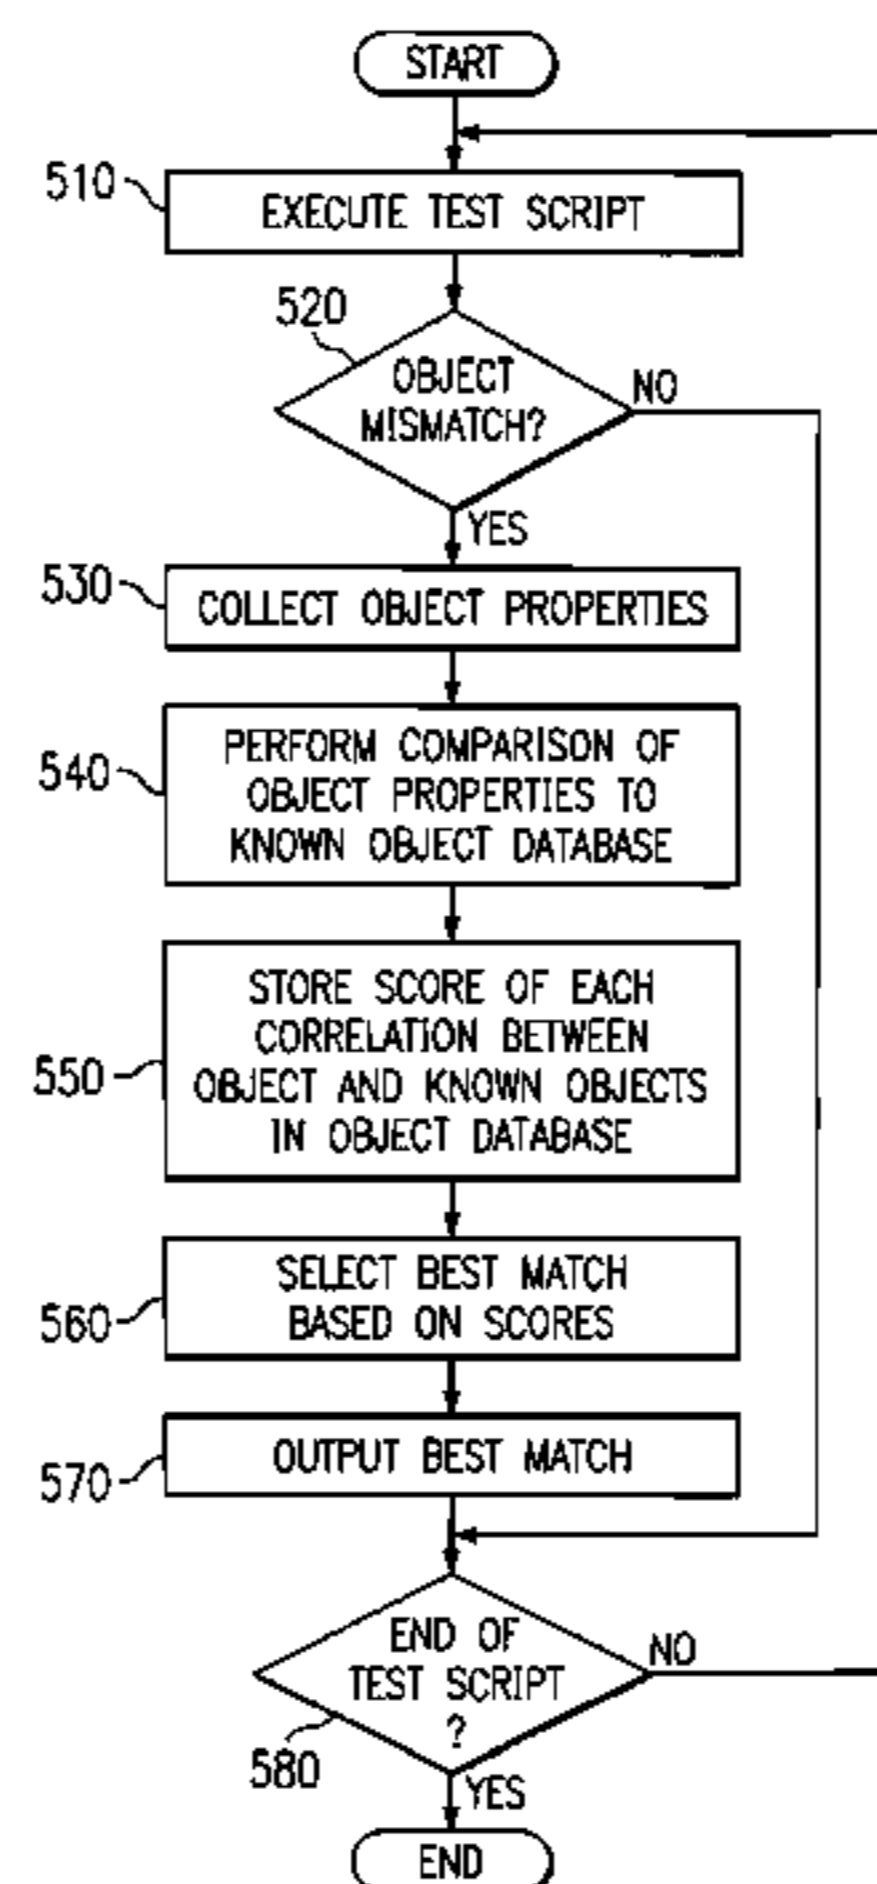 START
510
EXECUTE TEST SCRIPT
520
OBJECT
MISMATCH?
NO
YES
530
COLLECT OBJECT PROPERTIES
540
PERFORM COMPARISON OF
OBJECT PROPERTIES TO
KNOWN OBJECT DATABASE
550
STORE SCORE OF EACH
CORRELATION BETWEEN
OBJECT AND KNOWN OBJECTS
IN OBJECT DATABASE
560
SELECT BEST MATCH
BASED ON SCORES
570
OUTPUT BEST MATCH
END OF
TEST SCRIPT
?
NO
580
YES
END